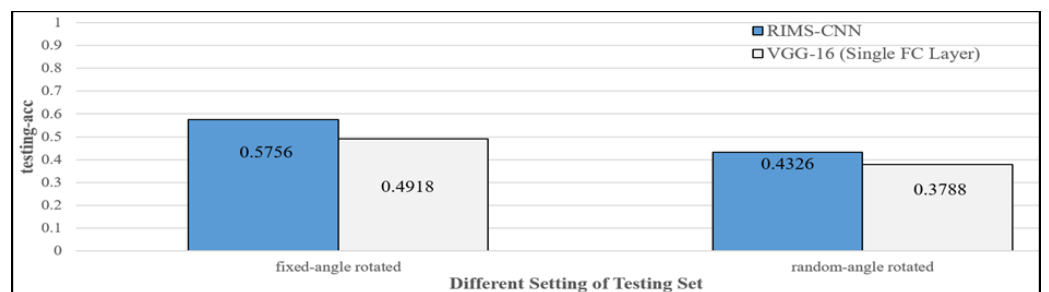 1
0.9
0.8
0.7
0.6
0.5
0.4
0.3
0.2
0.1
0
testing-acc
RIMS-CNN
VGG-16 (Single FC Layer)
0.5756
0.4918
0.4326
0.3788
fixed-angle rotated
random-angle rotated
Different Setting of Testing Set